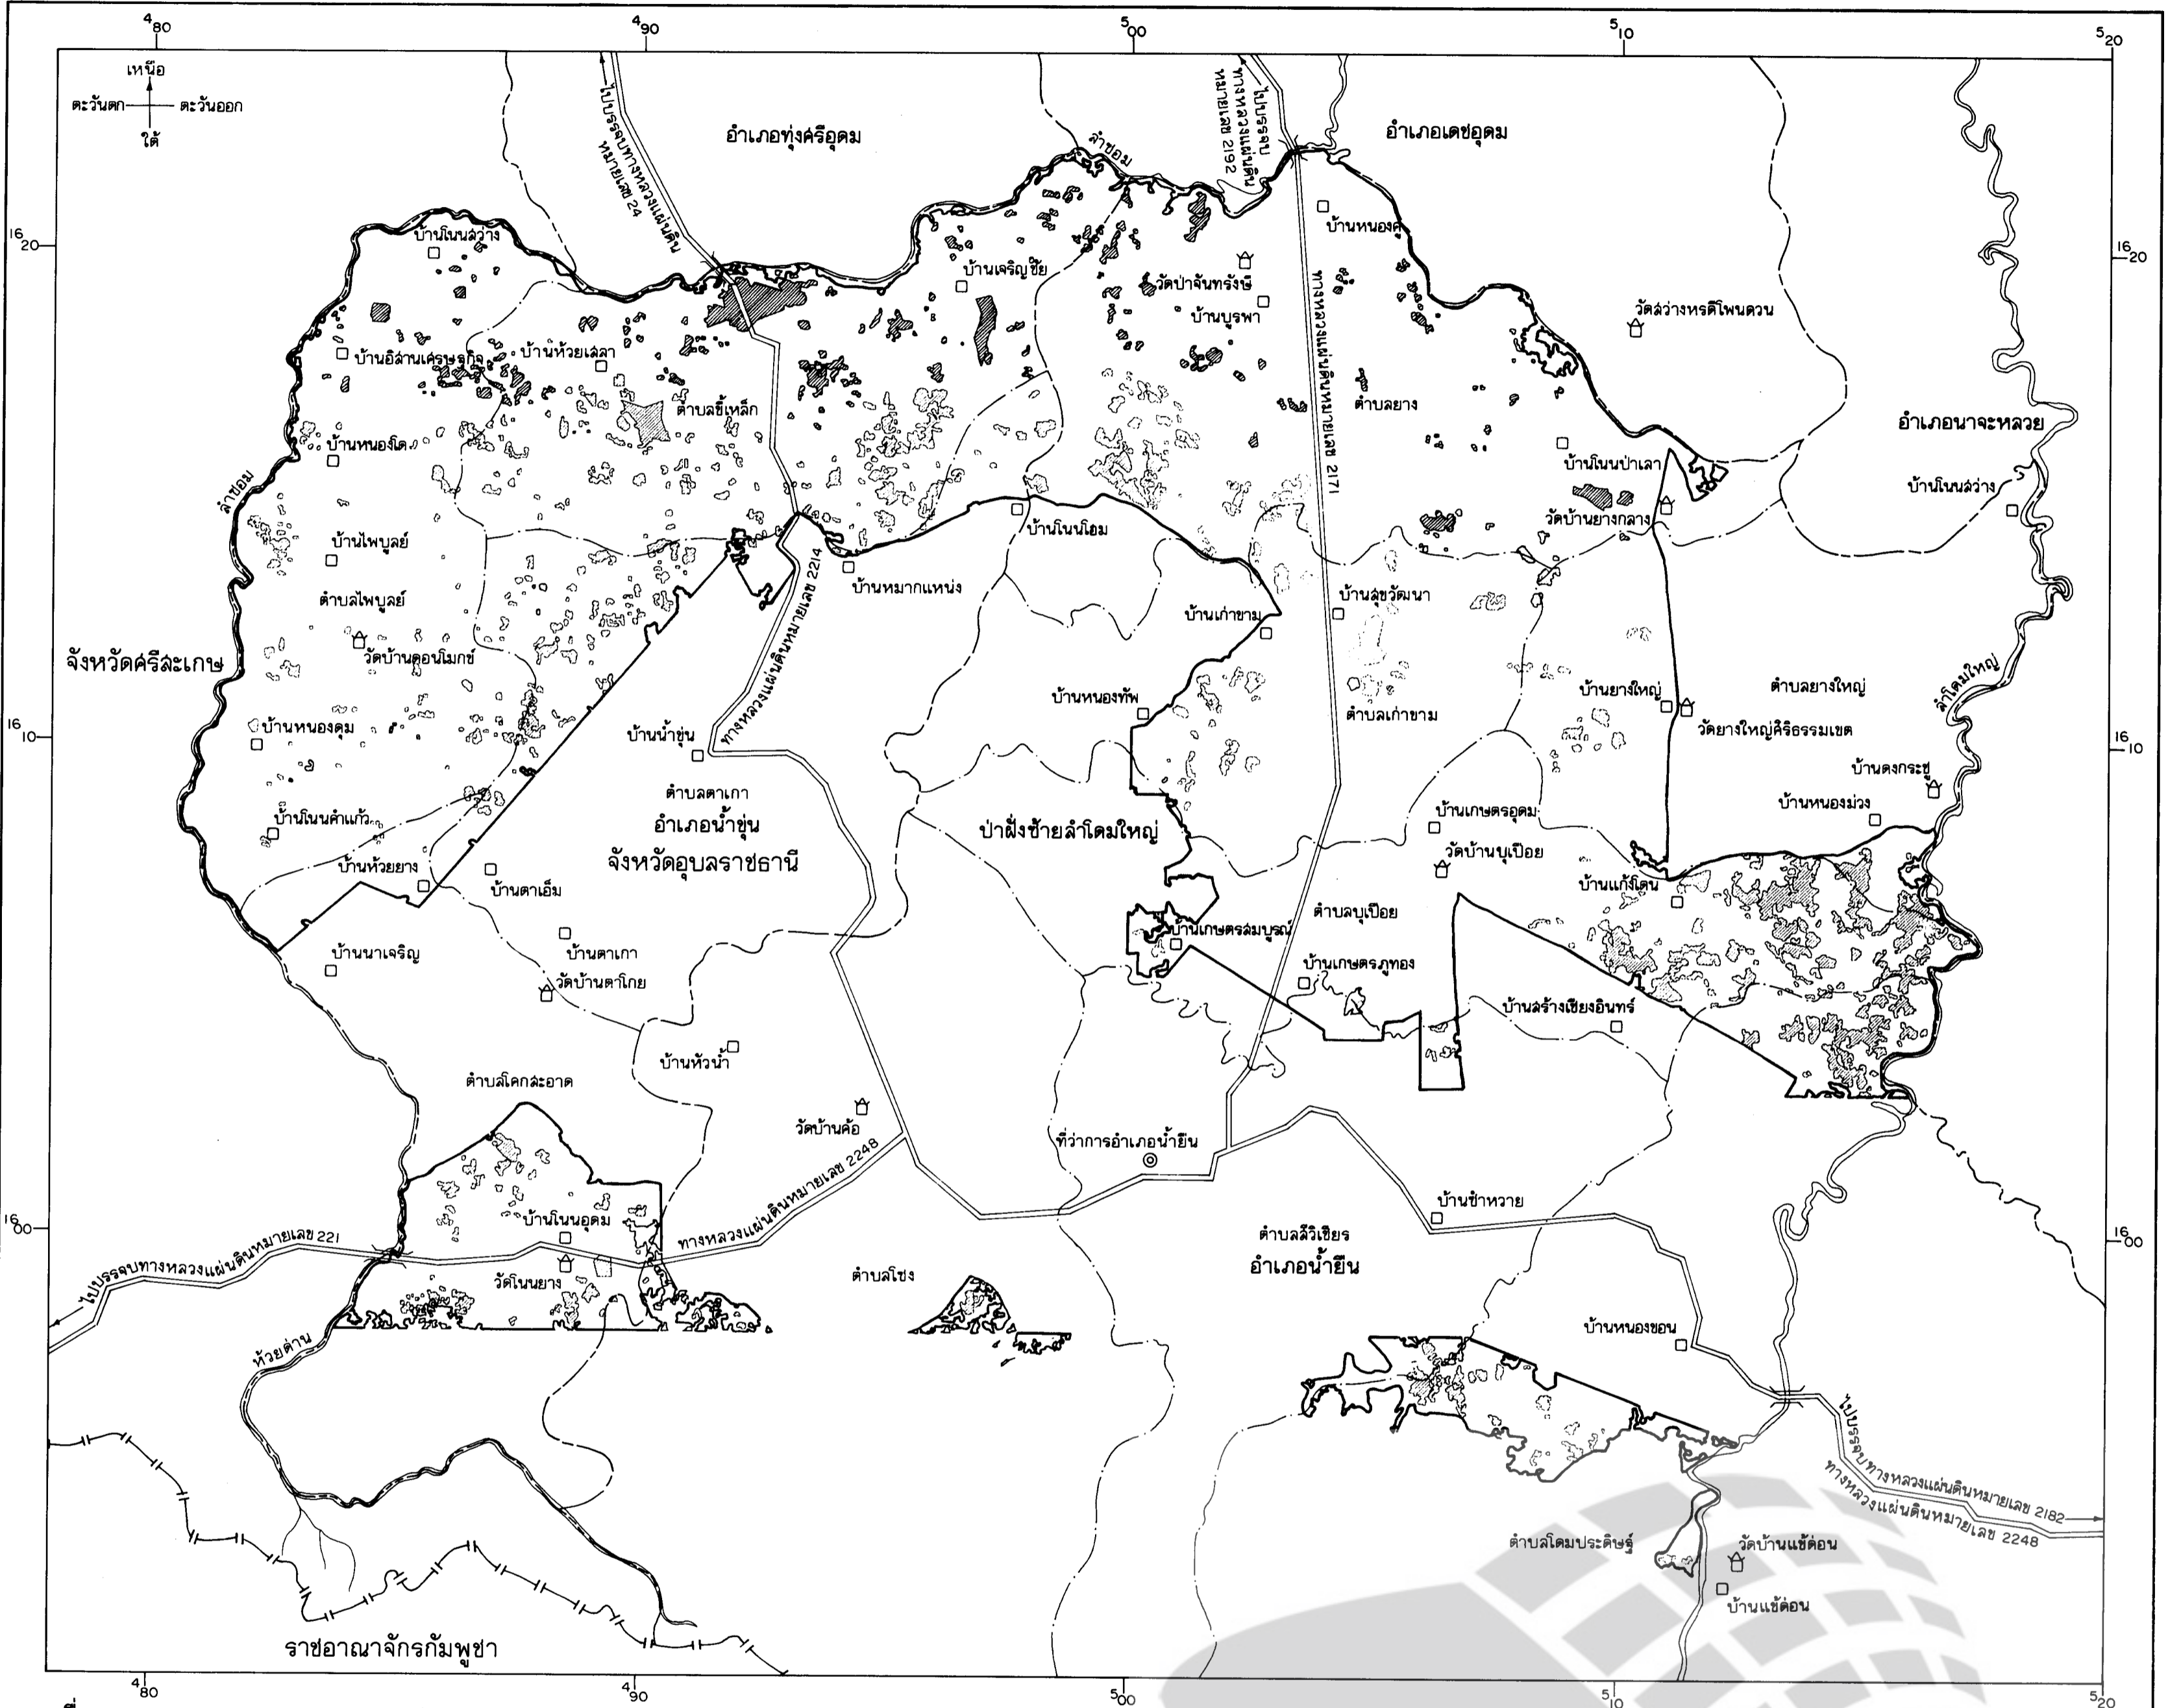 480 490 500 510 520
เหนือ
ตะวันตก ตะวันออก
ใต้
ไปบรรจบทางหลวงแผ่นดิน
หมายเลข 24
อำเภอทุ่งศรีอุดม
ลำซอม
ไปบรรจบ
ทางหลวงแผ่นดิน
หมายเลข 2192
อำเภอเดชอุดม
1620
1620
บ้านโนนสว่าง
บ้านหนองคู
บ้านเจริญชัย
วัดป่าจันทรังษี
บ้านบูรพา
ทางหลวงแผ่นดินหมายเลข 2171
วัดสว่างหรดีโพนดวน
บ้านอีสานเศรษฐกิจ
บ้านห้วยเสลา
ตำบลขี้เหล็ก
ตำบลยาง
อำเภอนาจะหลวย
บ้านหนองโด
ลำซอม
บ้านโนนป่าเลา
บ้านโนนสว่าง
วัดบ้านยางกลาง
บ้านไพบูลย์
บ้านโนนโฮม
ทางหลวงแผ่นดินหมายเลข 2214
บ้านหมากแหน่ง
ตำบลไพบูลย์
บ้านสุขวัฒนา
บ้านเก่าขาม
วัดบ้านดอนโมกข์
จังหวัดศรีสะเกษ
บ้านหนองทัพ
บ้านยางใหญ่
ตำบลยางใหญ่
ลำโดมใหญ่
ตำบลเก่าขาม
วัดยางใหญ่คิริธรรมเขต
1610
1610
บ้านหนองดุม
บ้านน้ำขุ่น
บ้านดงกระชู
ตำบลตาเกา
บ้านหนองม่วง
บ้านโนนคำแก้ว
อำเภอน้ำขุ่น
ป่าฝั่งซ้ายลำโดมใหญ่
บ้านเกษตรอุดม
จังหวัดอุบลราชธานี
วัดบ้านบุเปือย
บ้านห้วยยาง
บ้านตาเอ็ม
บ้านแก้งโตน
ตำบลบุเปือย
บ้านเกษตรสมบูรณ์
บ้านนาเจริญ
บ้านตาเกา
บ้านเกษตรภูทอง
วัดบ้านตาโกย
บ้านสร้างเชียงอินทร์
บ้านหัวน้ำ
ตำบลโคกสะอาด
วัดบ้านค้อ
ที่ว่าการอำเภอน้ำยืน
ทางหลวงแผ่นดินหมายเลข 2248
บ้านซำหวาย
บ้านโนนอุดม
1600
1600
ตำบลสีวิเชียร
อำเภอน้ำยืน
ไปบรรจบทางหลวงแผ่นดินหมายเลข 221
วัดโนนยาง
ตำบลโซง
ห้วยด่าน
บ้านหนองขอน
ไปบรรจบทางหลวงแผ่นดินหมายเลข 2182
ทางหลวงแผ่นดินหมายเลข 2248
ตำบลโดมประดิษฐ์
วัดบ้านแข้ด่อน
บ้านแข้ด่อน
ราชอาณาจักรกัมพูชา
480 490 500 510 520